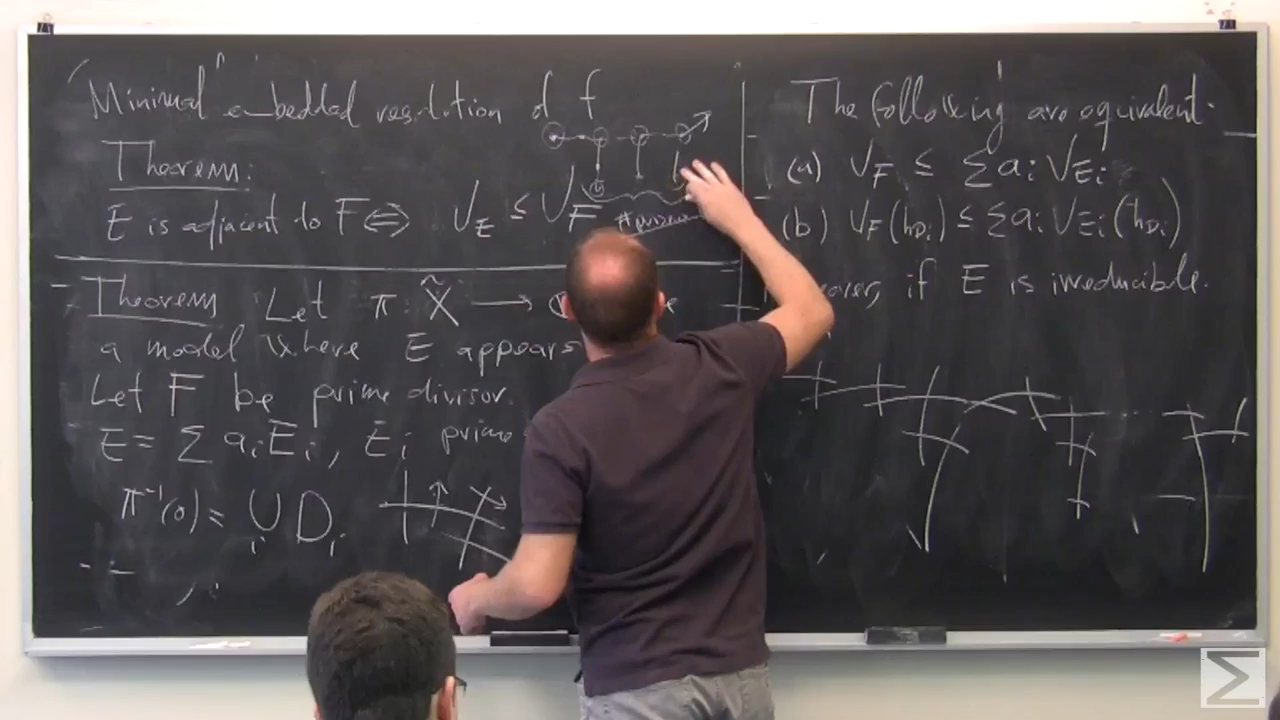 "Minimal" embedded resolution of f
Theorem:
E is adjacent to F ⟺ V_E ≤ V_F
Theorem Let π: X̃ →
a model where E appears
Let F be prime divisor.
E = Σ a_i E_i, E_i prime
π⁻¹(0) = ∪_i D_i
The following are equivalent.
(a) V_F ≤ Σ a_i V_{E_i}
(b) V_F(h_{D_i}) ≤ Σ a_i V_{E_i}(h_{D_i})
if E is irreducible.
Σ